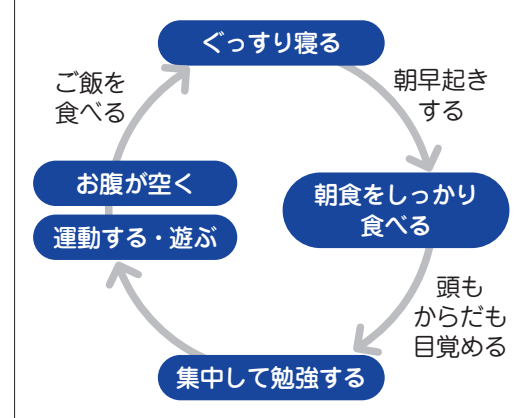 ぐっすり寝る
朝早起き
する
朝食をしっかり
食べる
頭も
からだも
目覚める
集中して勉強する
運動する・遊ぶ
お腹が空く
ご飯を
食べる